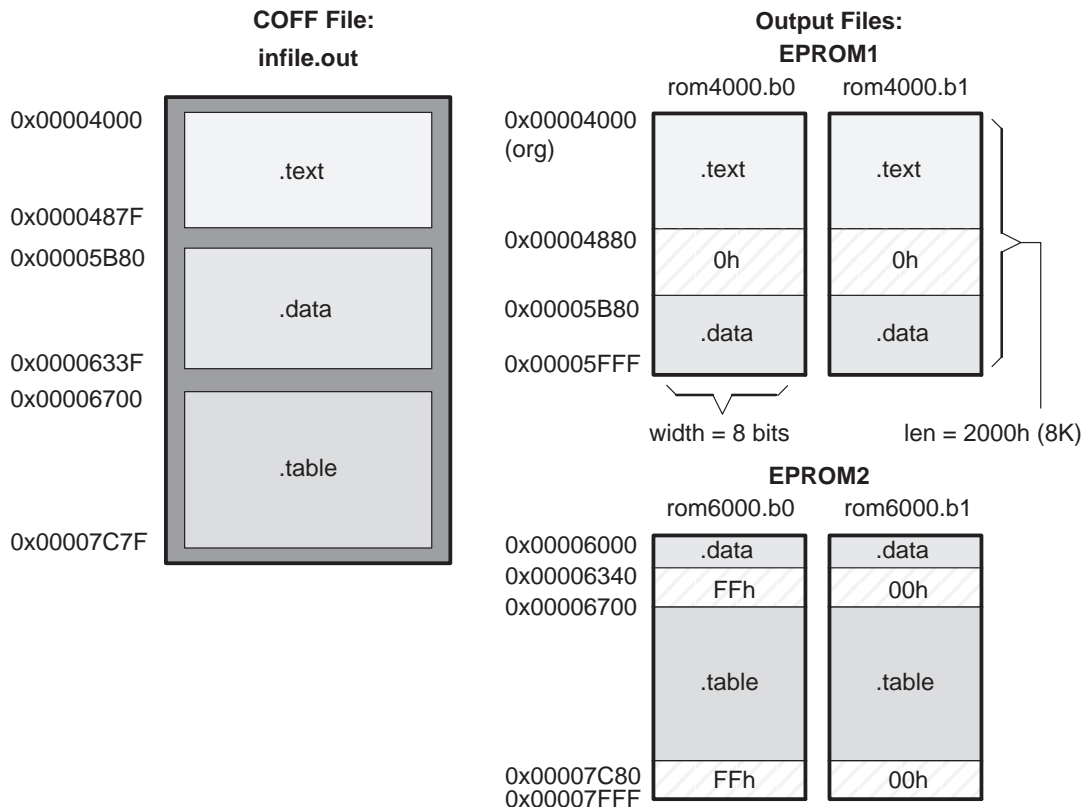 COFF File:
infile.out
0x00004000
.text
0x0000487F
0x00005B80
.data
0x0000633F
0x00006700
.table
0x00007C7F
Output Files:
EPROM1
rom4000.b0
rom4000.b1
0x00004000
(org)
.text
.text
0x00004880
0h
0h
0x00005B80
.data
.data
0x00005FFF
width = 8 bits
len = 2000h (8K)
EPROM2
rom6000.b0
rom6000.b1
0x00006000
.data
.data
0x00006340
FFh
00h
0x00006700
.table
.table
0x00007C80
FFh
00h
0x00007FFF